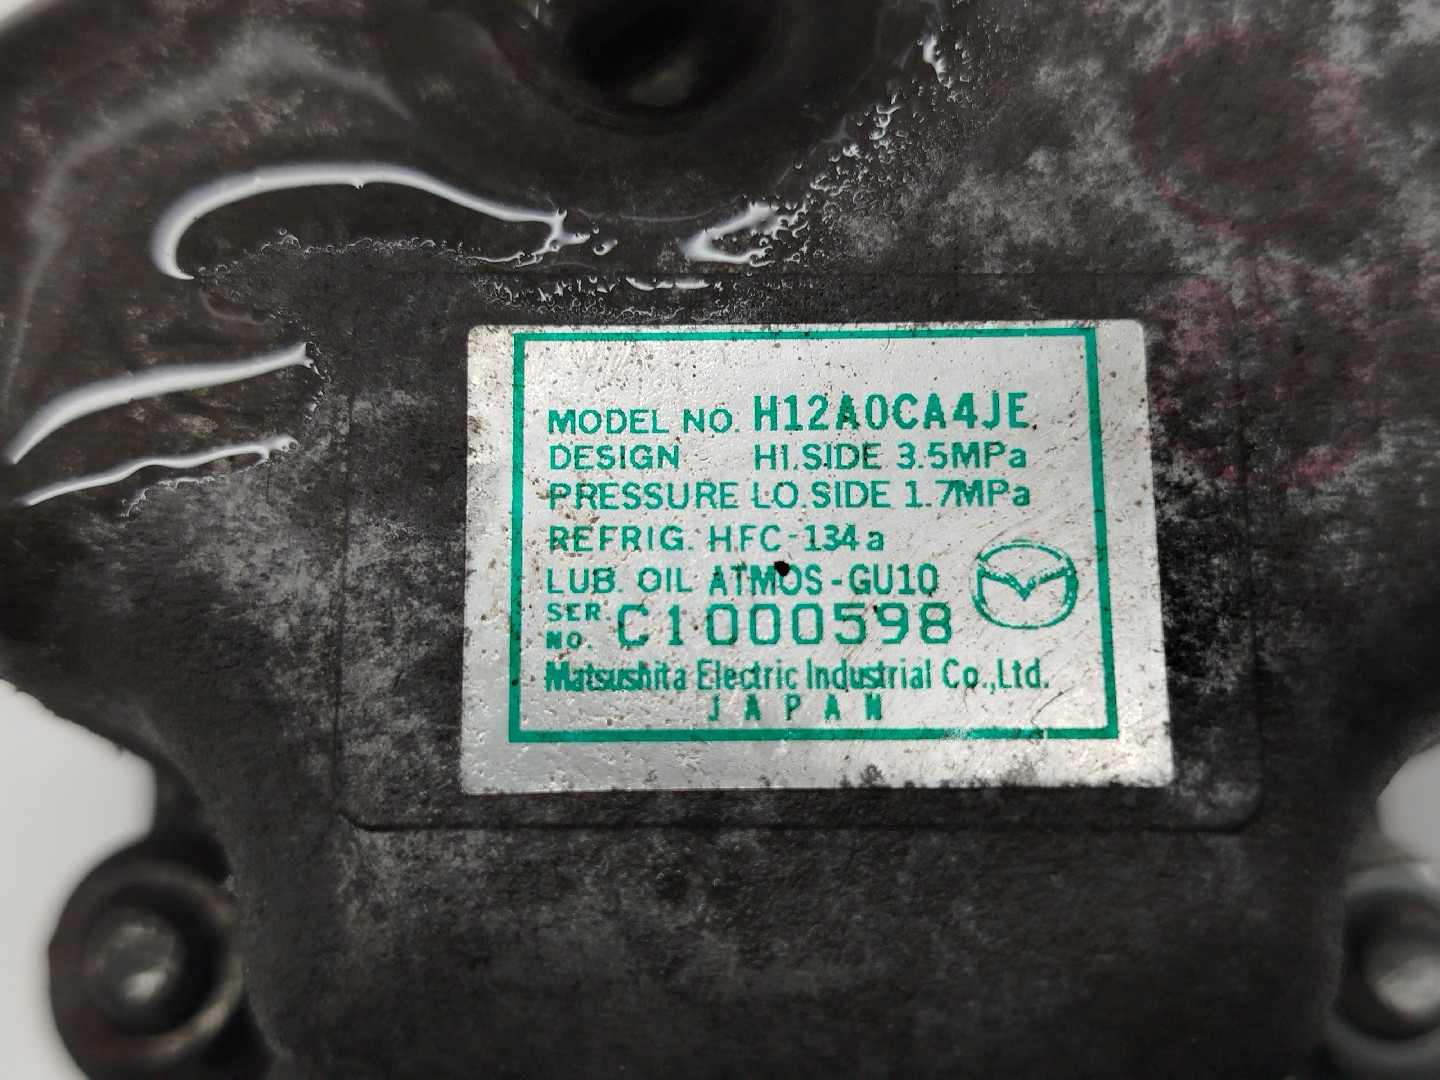 MODEL NO. H12A0CA4JE
DESIGN HI.SIDE 3.5MPa
PRESSURE LO.SIDE 1.7MPa
REFRIG. HFC-134a
LUB. OIL ATMOS-GU10
SER. NO. C1000598
Matsushita Electric Industrial Co.,Ltd.
JAPAN